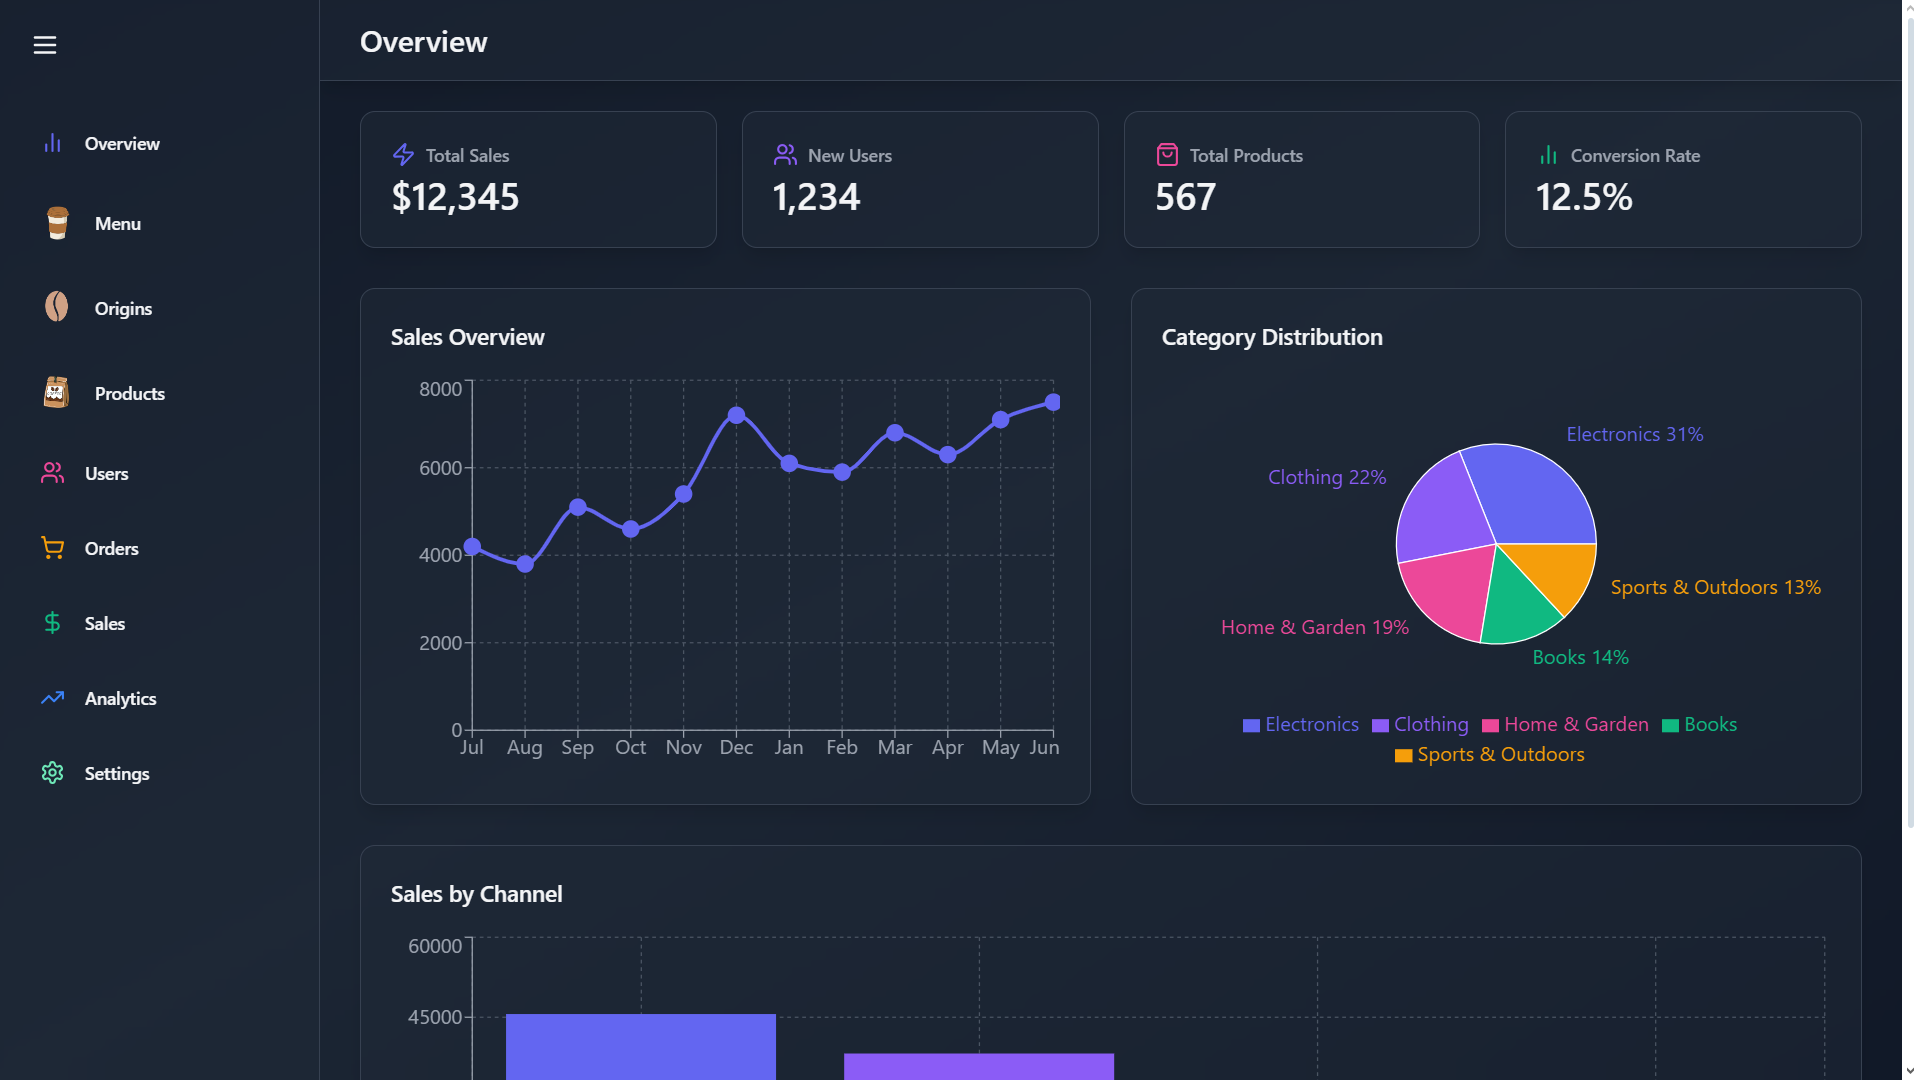 Overview
Overview
Menu
Origins
Products
Users
Orders
Sales
Analytics
Settings
Total Sales
$12,345
New Users
1,234
Total Products
567
Conversion Rate
12.5%
Sales Overview
8000
6000
4000
2000
0
Jul Aug Sep Oct Nov Dec Jan Feb Mar Apr May Jun
Category Distribution
Electronics 31%
Clothing 22%
Sports & Outdoors 13%
Home & Garden 19%
Books 14%
Electronics Clothing Home & Garden Books
Sports & Outdoors
Sales by Channel
60000
45000